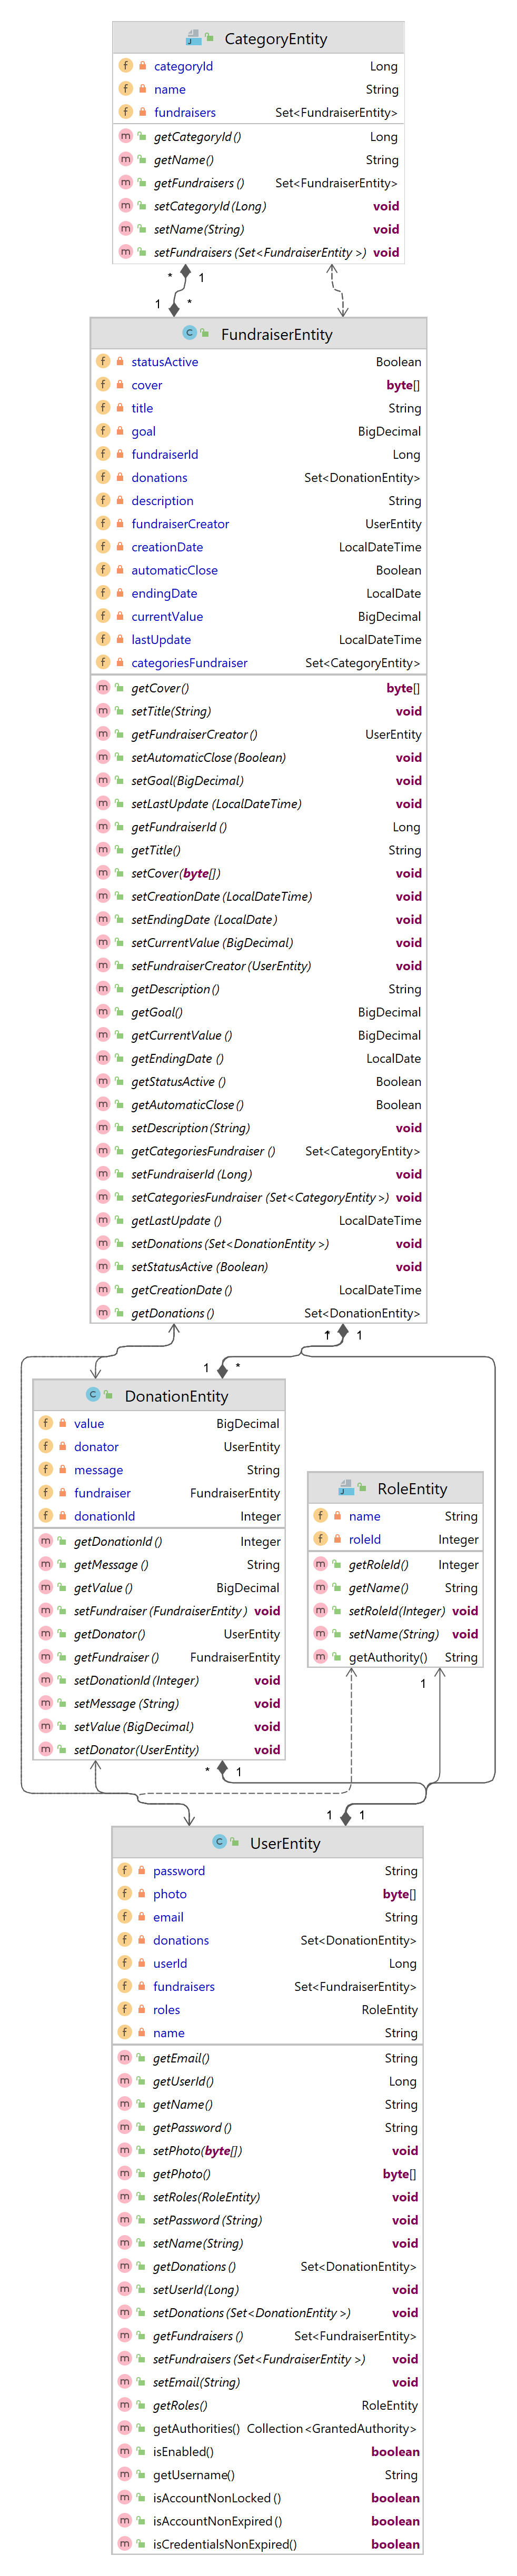 CategoryEntity
categoryId Long
name String
fundraisers Set<FundraiserEntity>
getCategoryId() Long
getName() String
getFundraisers() Set<FundraiserEntity>
setCategoryId(Long) void
setName(String) void
setFundraisers(Set<FundraiserEntity>) void
* 1
1 *
FundraiserEntity
statusActive Boolean
cover byte[]
title String
goal BigDecimal
fundraiserId Long
donations Set<DonationEntity>
description String
fundraiserCreator UserEntity
creationDate LocalDateTime
automaticClose Boolean
endingDate LocalDate
currentValue BigDecimal
lastUpdate LocalDateTime
categoriesFundraiser Set<CategoryEntity>
getCover() byte[]
setTitle(String) void
getFundraiserCreator() UserEntity
setAutomaticClose(Boolean) void
setGoal(BigDecimal) void
setLastUpdate(LocalDateTime) void
getFundraiserId() Long
getTitle() String
setCover(byte[]) void
setCreationDate(LocalDateTime) void
setEndingDate(LocalDate) void
setCurrentValue(BigDecimal) void
setFundraiserCreator(UserEntity) void
getDescription() String
getGoal() BigDecimal
getCurrentValue() BigDecimal
getEndingDate() LocalDate
getStatusActive() Boolean
getAutomaticClose() Boolean
setDescription(String) void
getCategoriesFundraiser() Set<CategoryEntity>
setFundraiserId(Long) void
setCategoriesFundraiser(Set<CategoryEntity>) void
getLastUpdate() LocalDateTime
setDonations(Set<DonationEntity>) void
setStatusActive(Boolean) void
getCreationDate() LocalDateTime
getDonations() Set<DonationEntity>
1
1 *
DonationEntity
value BigDecimal
donator UserEntity
message String
fundraiser FundraiserEntity
donationId Integer
getDonationId() Integer
getMessage() String
getValue() BigDecimal
setFundraiser(FundraiserEntity) void
getDonator() UserEntity
getFundraiser() FundraiserEntity
setDonationId(Integer) void
setMessage(String) void
setValue(BigDecimal) void
setDonator(UserEntity) void
RoleEntity
name String
roleId Integer
getRoleId() Integer
getName() String
setRoleId(Integer) void
setName(String) void
getAuthority() String
1
* 1
1 1
UserEntity
password String
photo byte[]
email String
donations Set<DonationEntity>
userId Long
fundraisers Set<FundraiserEntity>
roles RoleEntity
name String
getEmail() String
getUserId() Long
getName() String
getPassword() String
setPhoto(byte[]) void
getPhoto() byte[]
setRoles(RoleEntity) void
setPassword(String) void
setName(String) void
getDonations() Set<DonationEntity>
setUserId(Long) void
setDonations(Set<DonationEntity>) void
getFundraisers() Set<FundraiserEntity>
setFundraisers(Set<FundraiserEntity>) void
setEmail(String) void
getRoles() RoleEntity
getAuthorities() Collection<GrantedAuthority>
isEnabled() boolean
getUsername() String
isAccountNonLocked() boolean
isAccountNonExpired() boolean
isCredentialsNonExpired() boolean